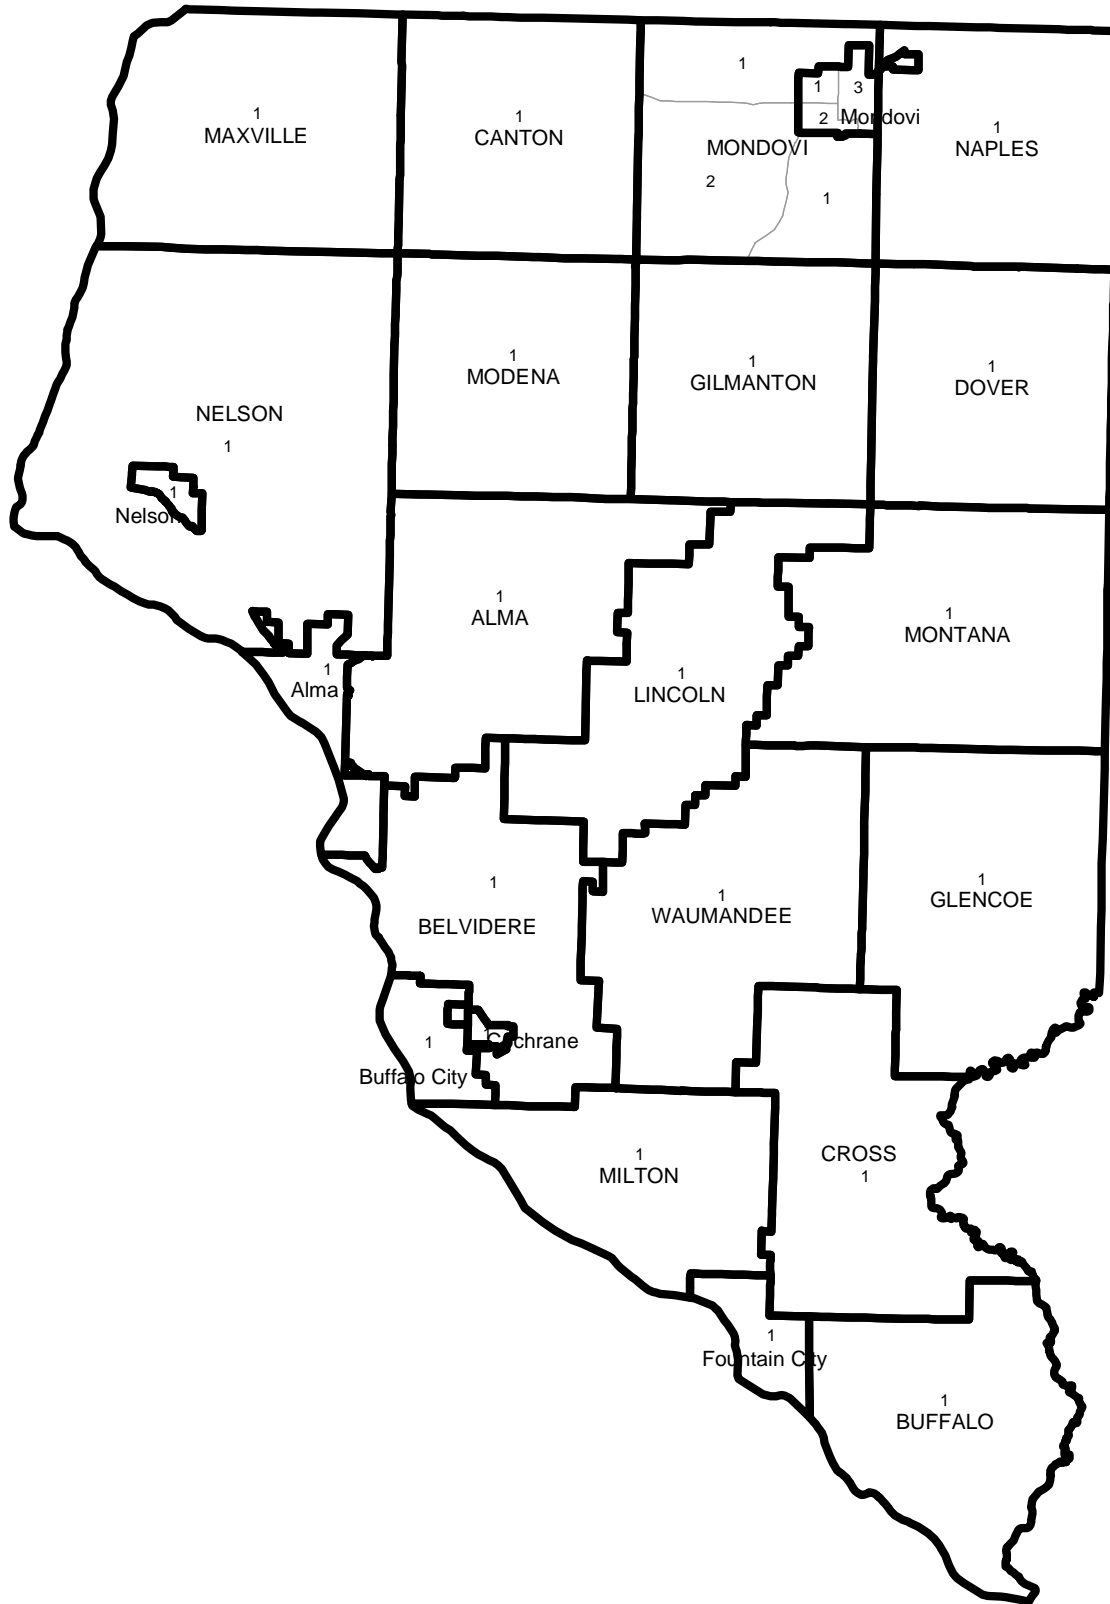 1
1
1
3
1
MAXVILLE
1
CANTON
2
Mondovi
1
NAPLES
MONDOVI
2
1
1
MODENA
1
GILMANTON
1
DOVER
NELSON
1
1
Nelson
1
ALMA
1
MONTANA
1
Alma
1
LINCOLN
1
BELVIDERE
1
WAUMANDEE
1
GLENCOE
1
Cochrane
1
Buffalo City
1
MILTON
CROSS
1
1
Fountain City
1
BUFFALO